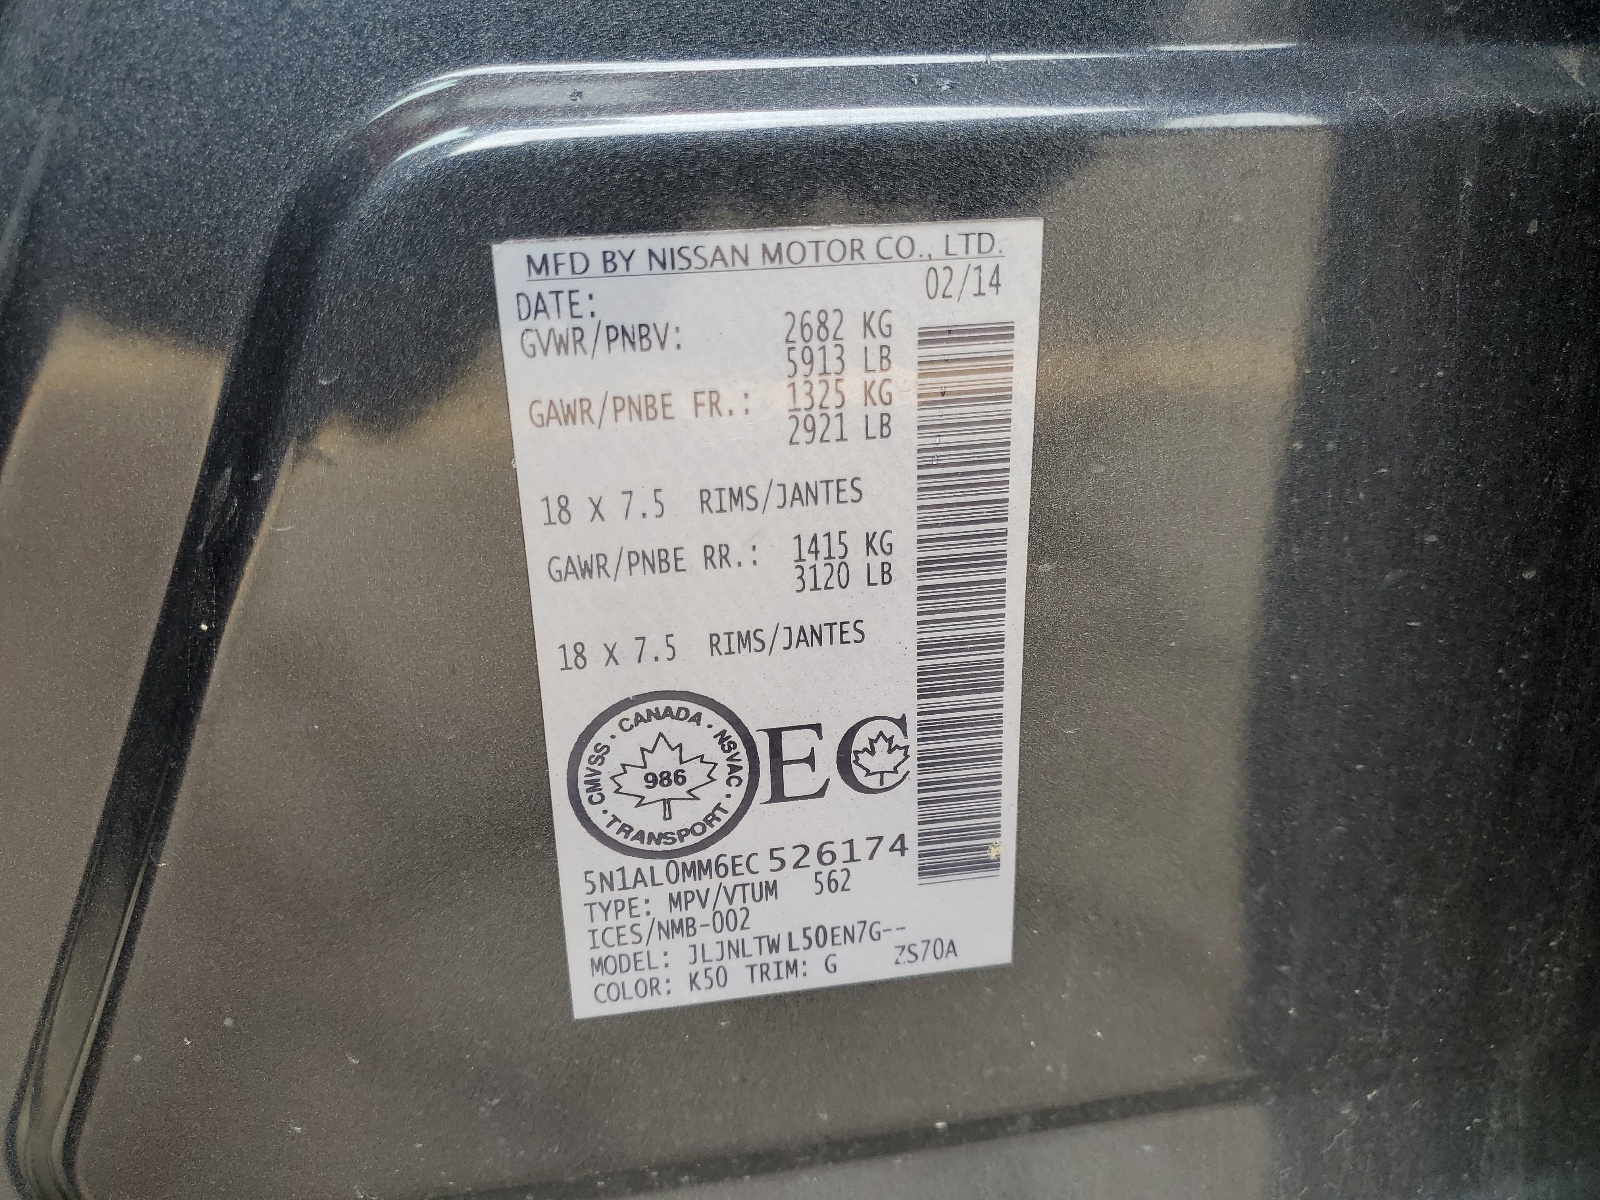 MFD BY NISSAN MOTOR CO., LTD.
DATE: 02/14
GVWR/PNBV: 2682 KG
5913 LB
GAWR/PNBE FR.: 1325 KG
2921 LB
18 X 7.5 RIMS/JANTES
GAWR/PNBE RR.: 1415 KG
3120 LB
18 X 7.5 RIMS/JANTES
· CANADA · NSVAC · TRANSPORT · CMVSS
986
EC
5N1AL0MM6EC526174
TYPE: MPV/VTUM 562
ICES/NMB-002
MODEL: JLJNLTWL50EN7G--
COLOR: K50 TRIM: G ZS70A